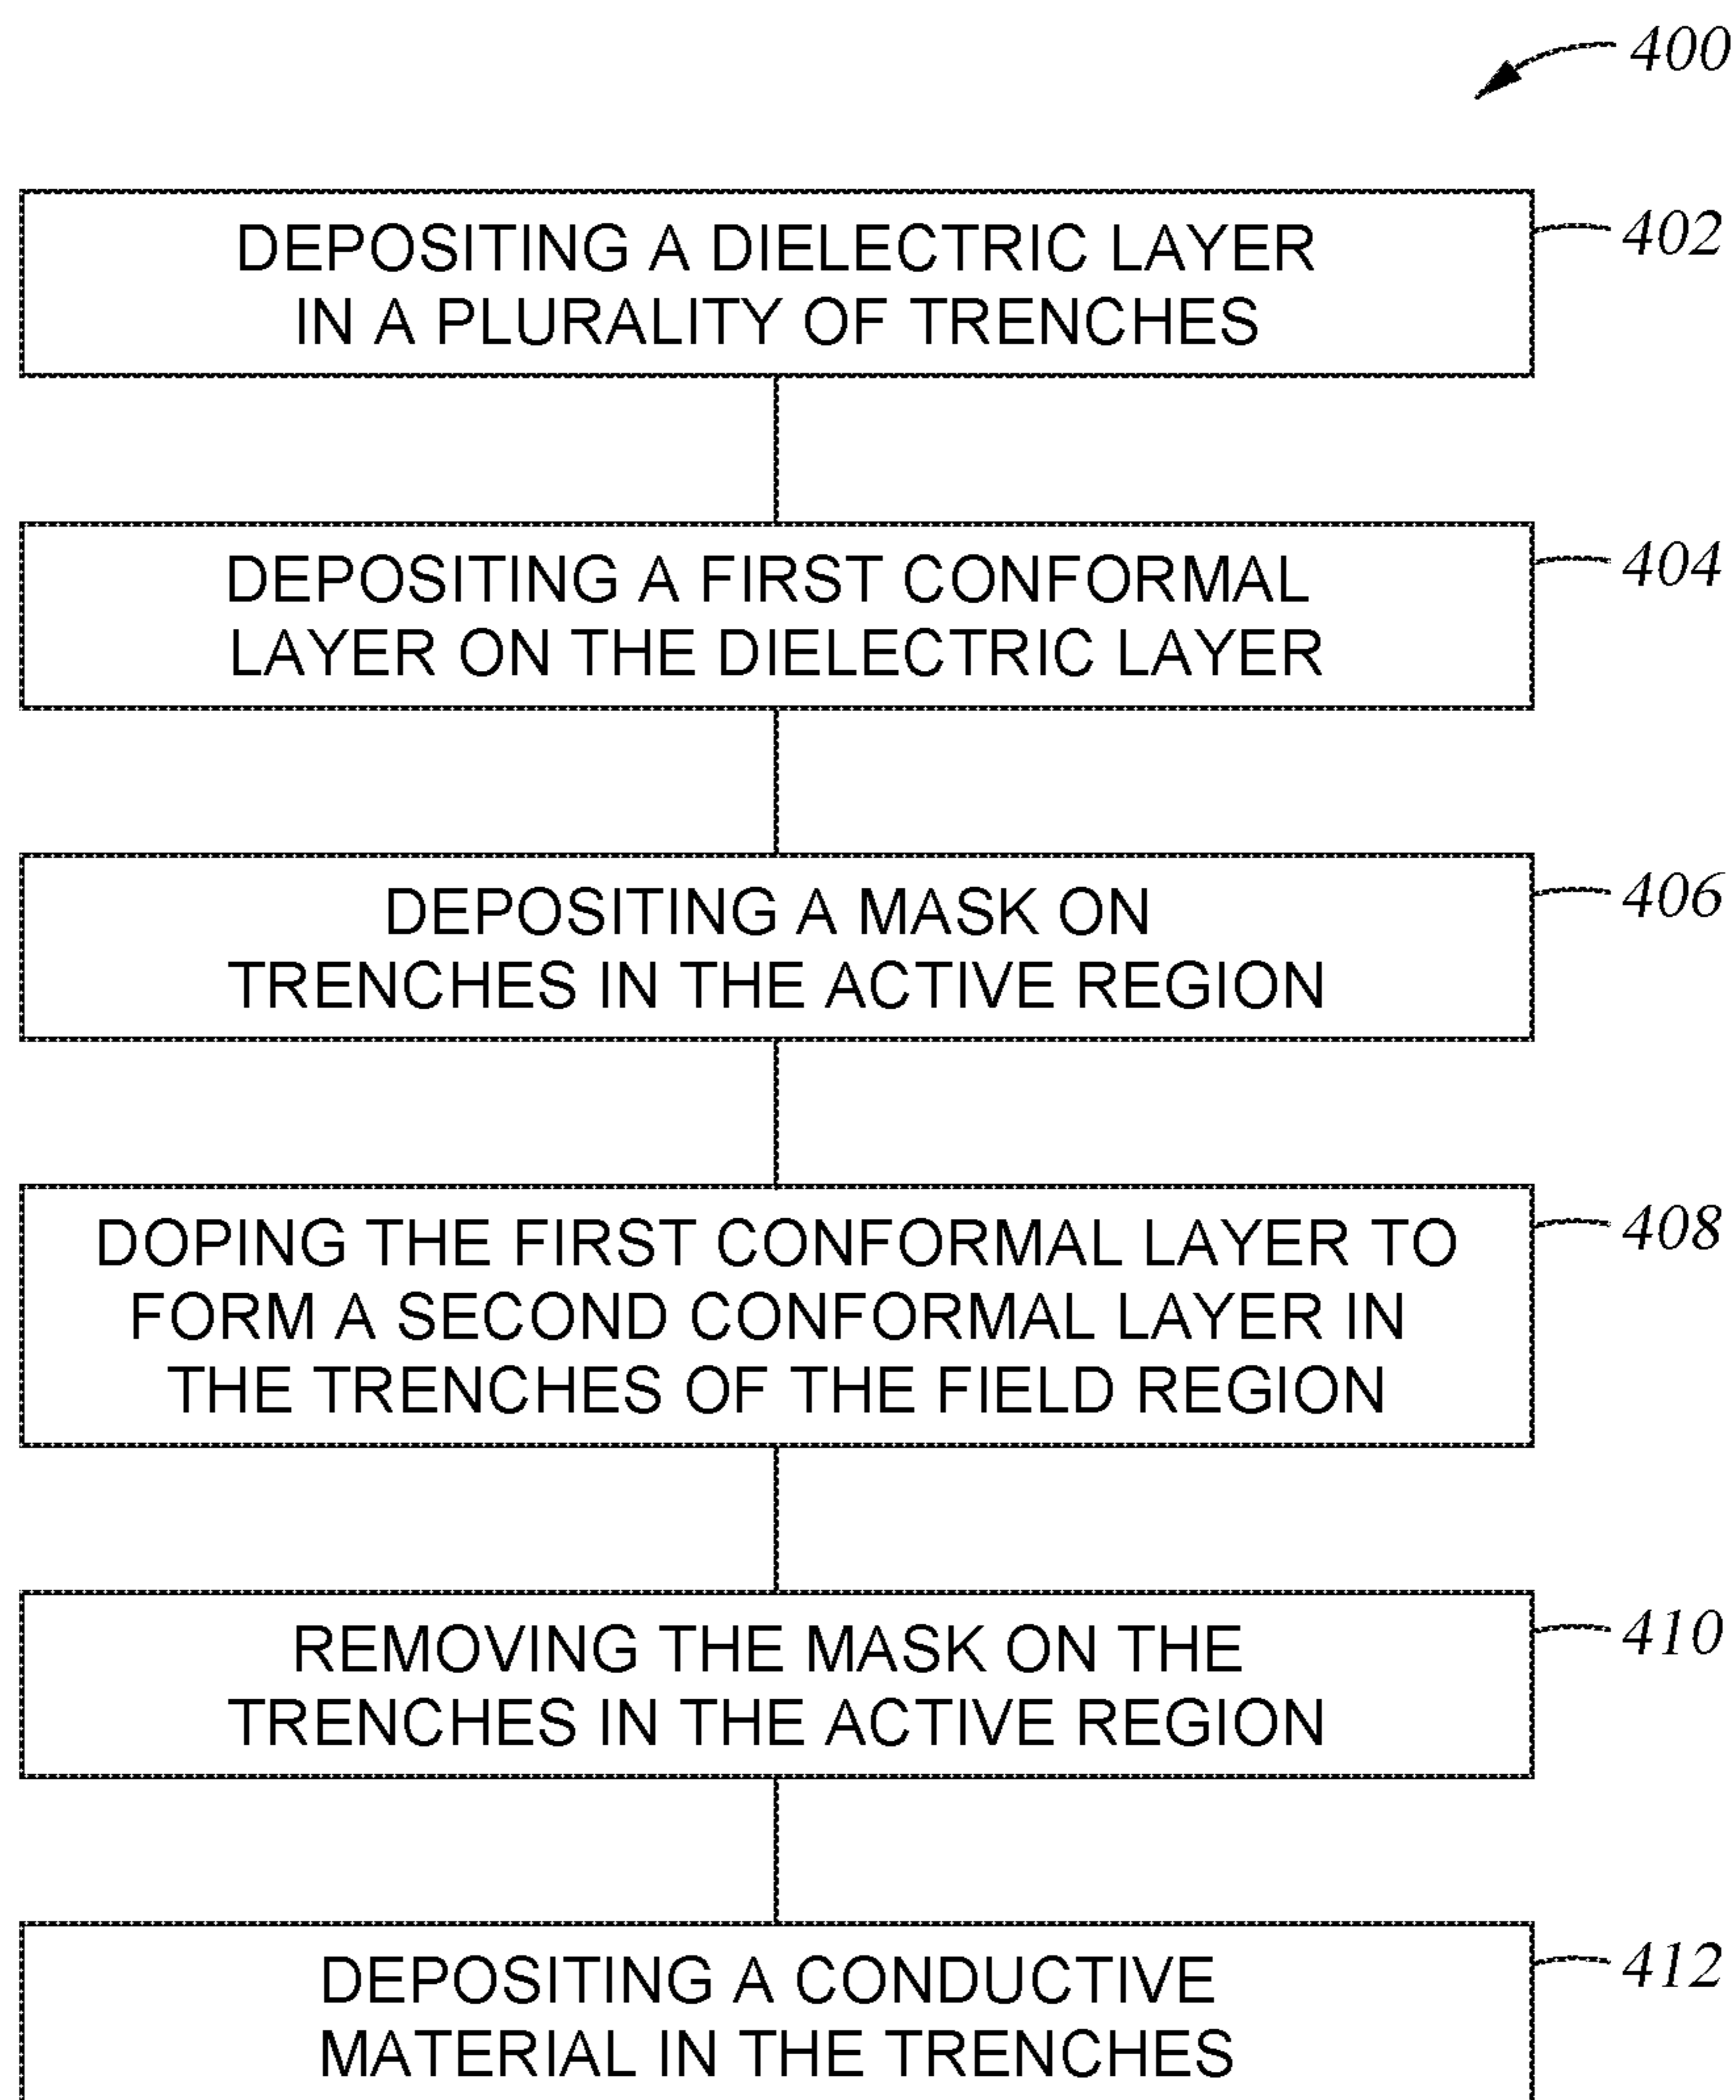 400
DEPOSITING A DIELECTRIC LAYER
IN A PLURALITY OF TRENCHES
402
DEPOSITING A FIRST CONFORMAL
LAYER ON THE DIELECTRIC LAYER
404
DEPOSITING A MASK ON
TRENCHES IN THE ACTIVE REGION
406
DOPING THE FIRST CONFORMAL LAYER TO
FORM A SECOND CONFORMAL LAYER IN
THE TRENCHES OF THE FIELD REGION
408
REMOVING THE MASK ON THE
TRENCHES IN THE ACTIVE REGION
410
DEPOSITING A CONDUCTIVE
MATERIAL IN THE TRENCHES
412